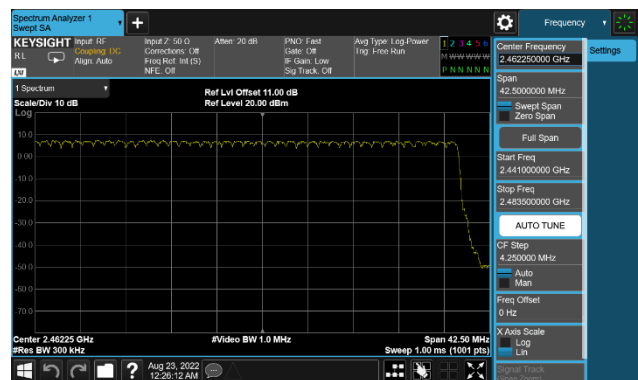 Spectrum Analyzer 1
Swept SA
Frequency
KEYSIGHT
RL
Input: RF
Coupling: DC
Align: Auto
Input Z: 50 Ω
Corrections: Off
Freq Ref: Int (S)
NFE: Off
Atten: 20 dB
PNO: Fast
Gate: Off
IF Gain: Low
Sig Track: Off
Avg Type: Log-Power
Trig: Free Run
1 2 3 4 5 6
M W W W W W
P N N N N N
LXI
1 Spectrum
Scale/Div 10 dB
Ref Lvl Offset 11.00 dB
Ref Level 20.00 dBm
Log
10.0
0.00
-10.0
-20.0
-30.0
-40.0
-50.0
-60.0
-70.0
Center 2.46225 GHz
#Video BW 1.0 MHz
Span 42.50 MHz
#Res BW 300 kHz
Sweep 1.00 ms (1001 pts)
Aug 23, 2022
12:26:12 AM
Settings
Center Frequency
2.462250000 GHz
Span
42.5000000 MHz
Swept Span
Zero Span
Full Span
Start Freq
2.441000000 GHz
Stop Freq
2.483500000 GHz
AUTO TUNE
CF Step
4.250000 MHz
Auto
Man
Freq Offset
0 Hz
X Axis Scale
Log
Lin
Signal Track
(Span Zoom)